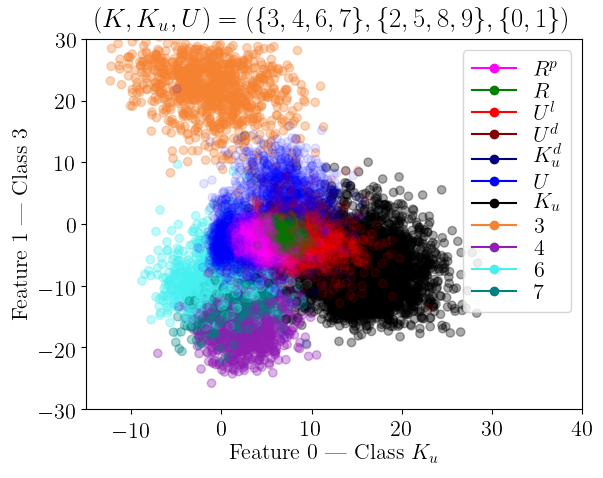 (K, K_u, U) = ({3, 4, 6, 7}, {2, 5, 8, 9}, {0, 1})
30
20
10
0
−10
−20
−30
Feature 1 — Class 3
R^p
R
U^l
U^d
K_u^d
U
K_u
3
4
6
7
−10 0 10 20 30 40
Feature 0 — Class K_u